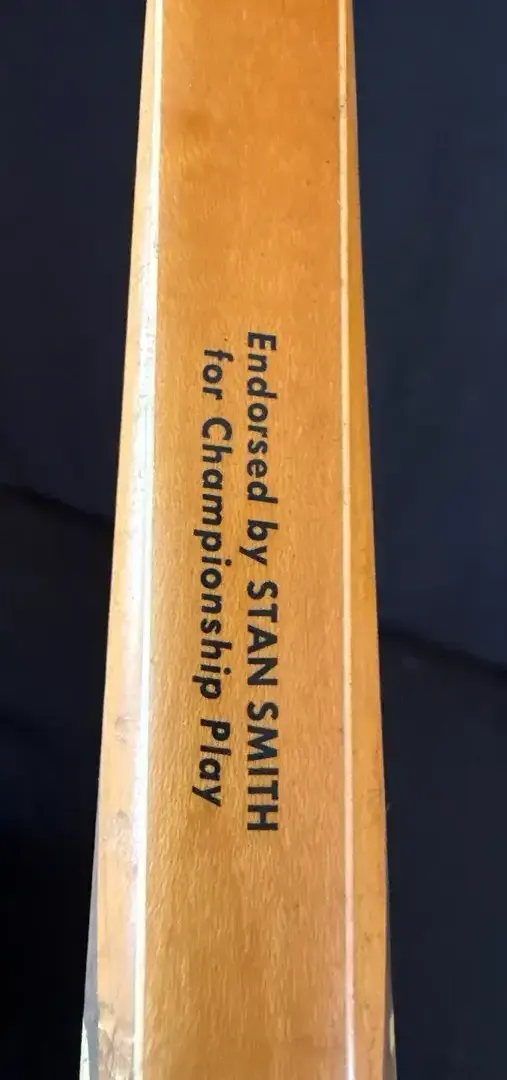 Endorsed by STAN SMITH
for Championship Play